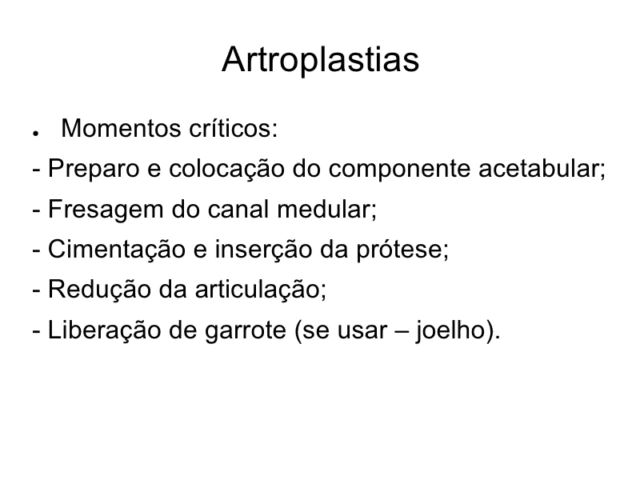 Artroplastias
● Momentos críticos:
- Preparo e colocação do componente acetabular;
- Fresagem do canal medular;
- Cimentação e inserção da prótese;
- Redução da articulação;
- Liberação de garrote (se usar – joelho).